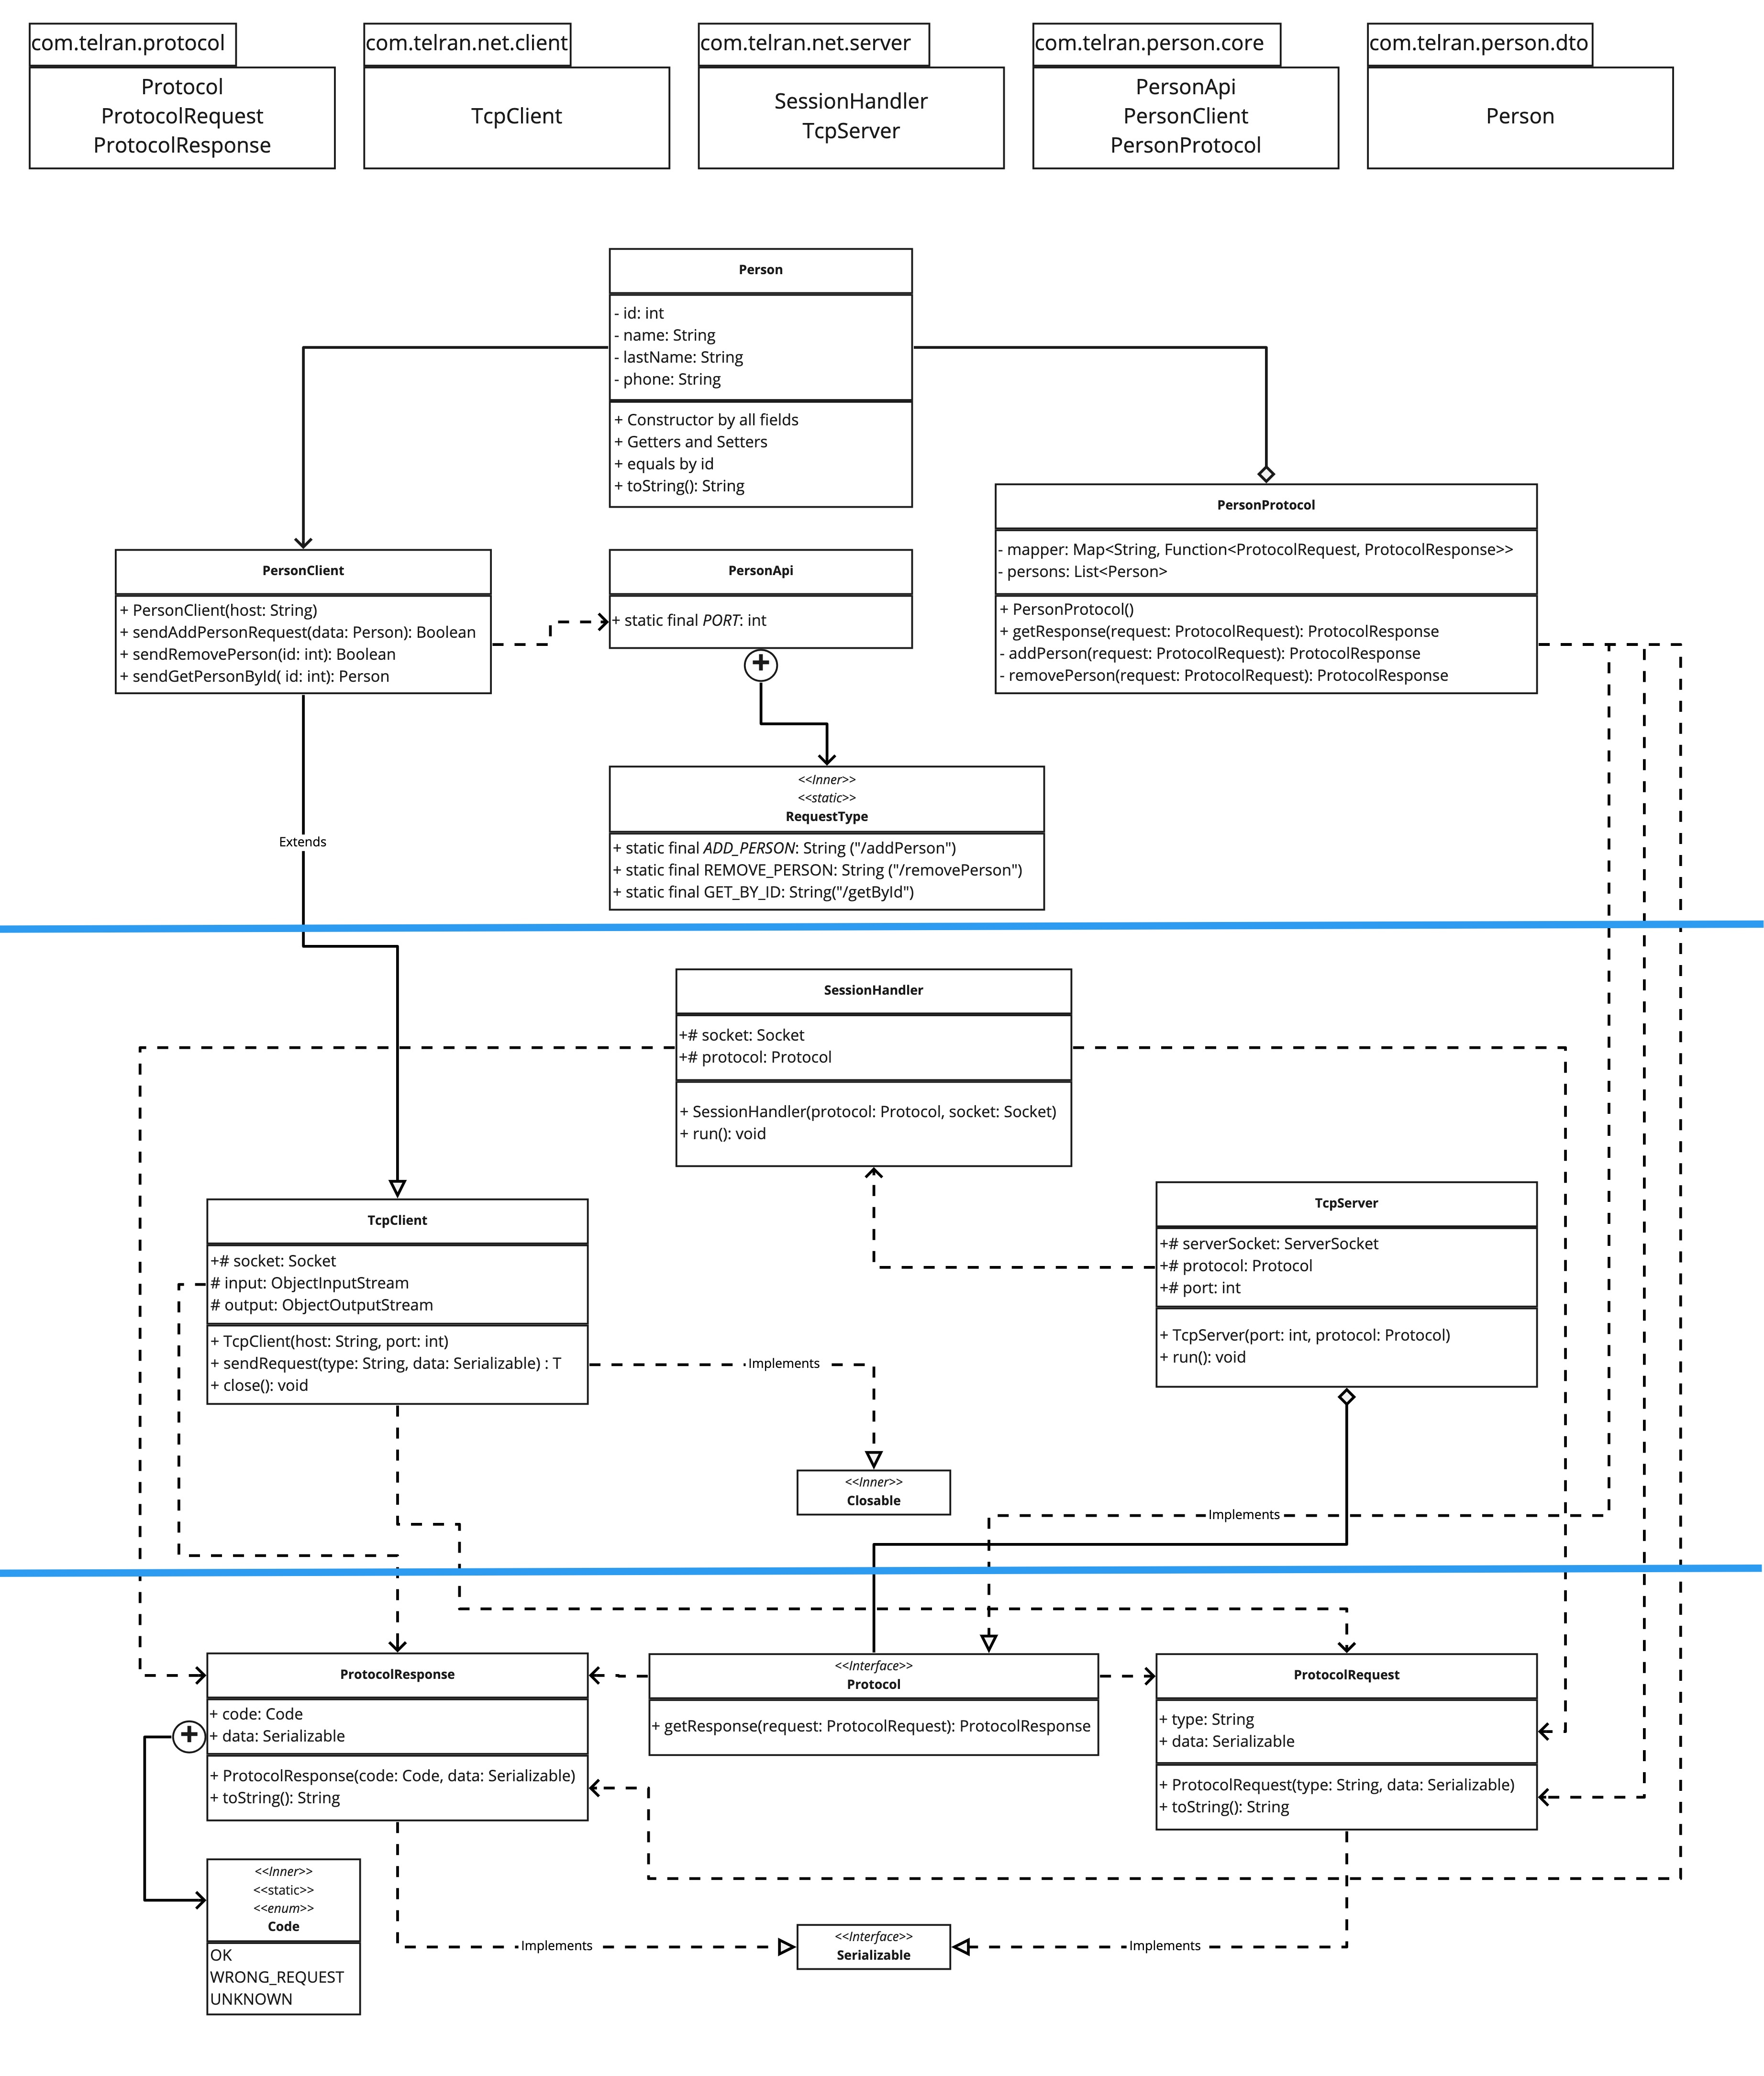 com.telran.protocol
Protocol
ProtocolRequest
ProtocolResponse
com.telran.net.client
TcpClient
com.telran.net.server
SessionHandler
TcpServer
com.telran.person.core
PersonApi
PersonClient
PersonProtocol
com.telran.person.dto
Person
Person
- id: int
- name: String
- lastName: String
- phone: String
+ Constructor by all fields
+ Getters and Setters
+ equals by id
+ toString(): String
PersonClient
+ PersonClient(host: String)
+ sendAddPersonRequest(data: Person): Boolean
+ sendRemovePerson(id: int): Boolean
+ sendGetPersonById( id: int): Person
PersonApi
+ static final PORT: int
PersonProtocol
- mapper: Map<String, Function<ProtocolRequest, ProtocolResponse>>
- persons: List<Person>
+ PersonProtocol()
+ getResponse(request: ProtocolRequest): ProtocolResponse
- addPerson(request: ProtocolRequest): ProtocolResponse
- removePerson(request: ProtocolRequest): ProtocolResponse
<<Inner>>
<<static>>
RequestType
+ static final ADD_PERSON: String ("/addPerson")
+ static final REMOVE_PERSON: String ("/removePerson")
+ static final GET_BY_ID: String("/getById")
Extends
SessionHandler
+# socket: Socket
+# protocol: Protocol
+ SessionHandler(protocol: Protocol, socket: Socket)
+ run(): void
TcpClient
+# socket: Socket
# input: ObjectInputStream
# output: ObjectOutputStream
+ TcpClient(host: String, port: int)
+ sendRequest(type: String, data: Serializable) : T
+ close(): void
TcpServer
+# serverSocket: ServerSocket
+# protocol: Protocol
+# port: int
+ TcpServer(port: int, protocol: Protocol)
+ run(): void
Implements
<<Inner>>
Closable
Implements
ProtocolResponse
+ code: Code
+ data: Serializable
+ ProtocolResponse(code: Code, data: Serializable)
+ toString(): String
<<Interface>>
Protocol
+ getResponse(request: ProtocolRequest): ProtocolResponse
ProtocolRequest
+ type: String
+ data: Serializable
+ ProtocolRequest(type: String, data: Serializable)
+ toString(): String
<<Inner>>
<<static>>
<<enum>>
Code
OK
WRONG_REQUEST
UNKNOWN
Implements
<<Interface>>
Serializable
Implements